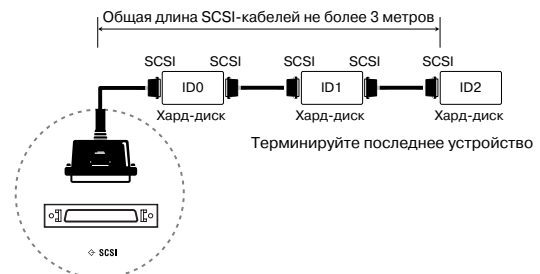 Общая длина SCSI-кабелей не более 3 метров
SCSI SCSI SCSI SCSI SCSI
ID0 ID1 ID2
Хард-диск Хард-диск Хард-диск
Терминируйте последнее устройство
SCSI